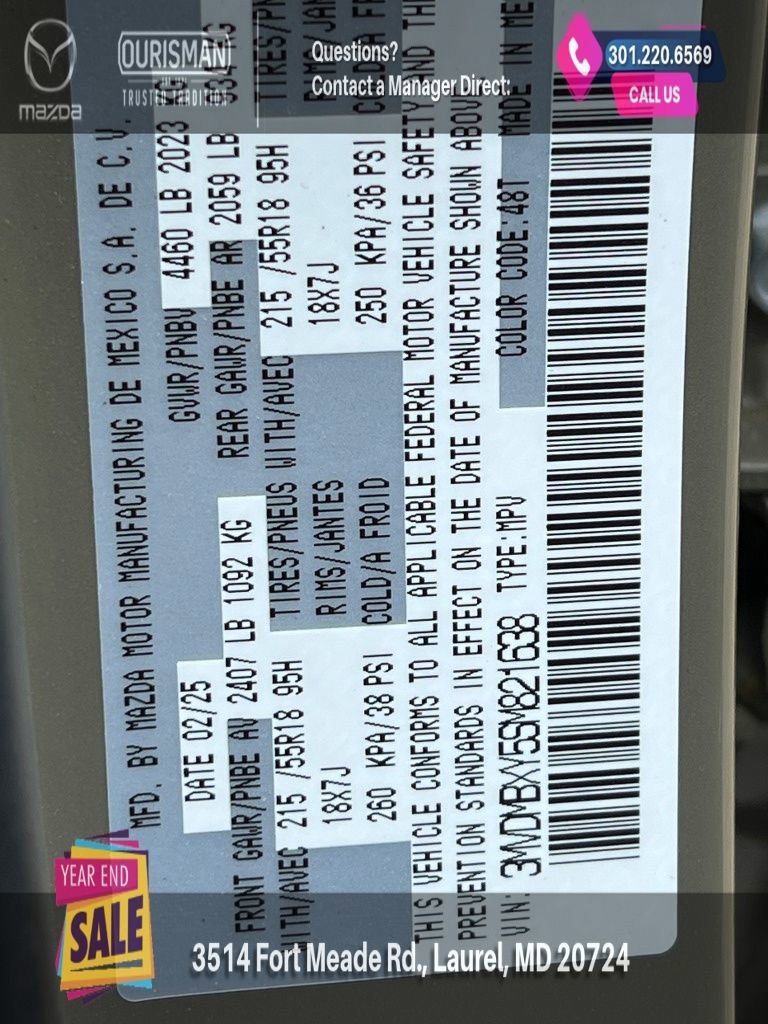 mazda
OURISMAN
TRUSTED TRADITION
Questions?
Contact a Manager Direct:
301.220.6569
CALL US
MFD. BY MAZDA MOTOR MANUFACTURING DE MEXICO S.A. DE C.V.
DATE 02/25
GVWR/PNBV 4460 LB 2023
FRONT GAWR/PNBE AV 2407 LB 1092 KG
REAR GAWR/PNBE AR 2059 LB
WITH/AVEC 215 /55R18 95H
TIRES/PNEUS WITH/AVEC 215 /55R18 95H
18X7J
RIMS/JANTES
18X7J
260 KPA/38 PSI
COLD/A FROID
250 KPA/36 PSI
THIS VEHICLE CONFORMS TO ALL APPLICABLE FEDERAL MOTOR VEHICLE SAFETY AND
PREVENTION STANDARDS IN EFFECT ON THE DATE OF MANUFACTURE SHOWN ABOVE.
VIN: 3MVDMBXY5SM821638 TYPE:MPV
COLOR CODE:48T
MADE IN
YEAR END
SALE
3514 Fort Meade Rd., Laurel, MD 20724